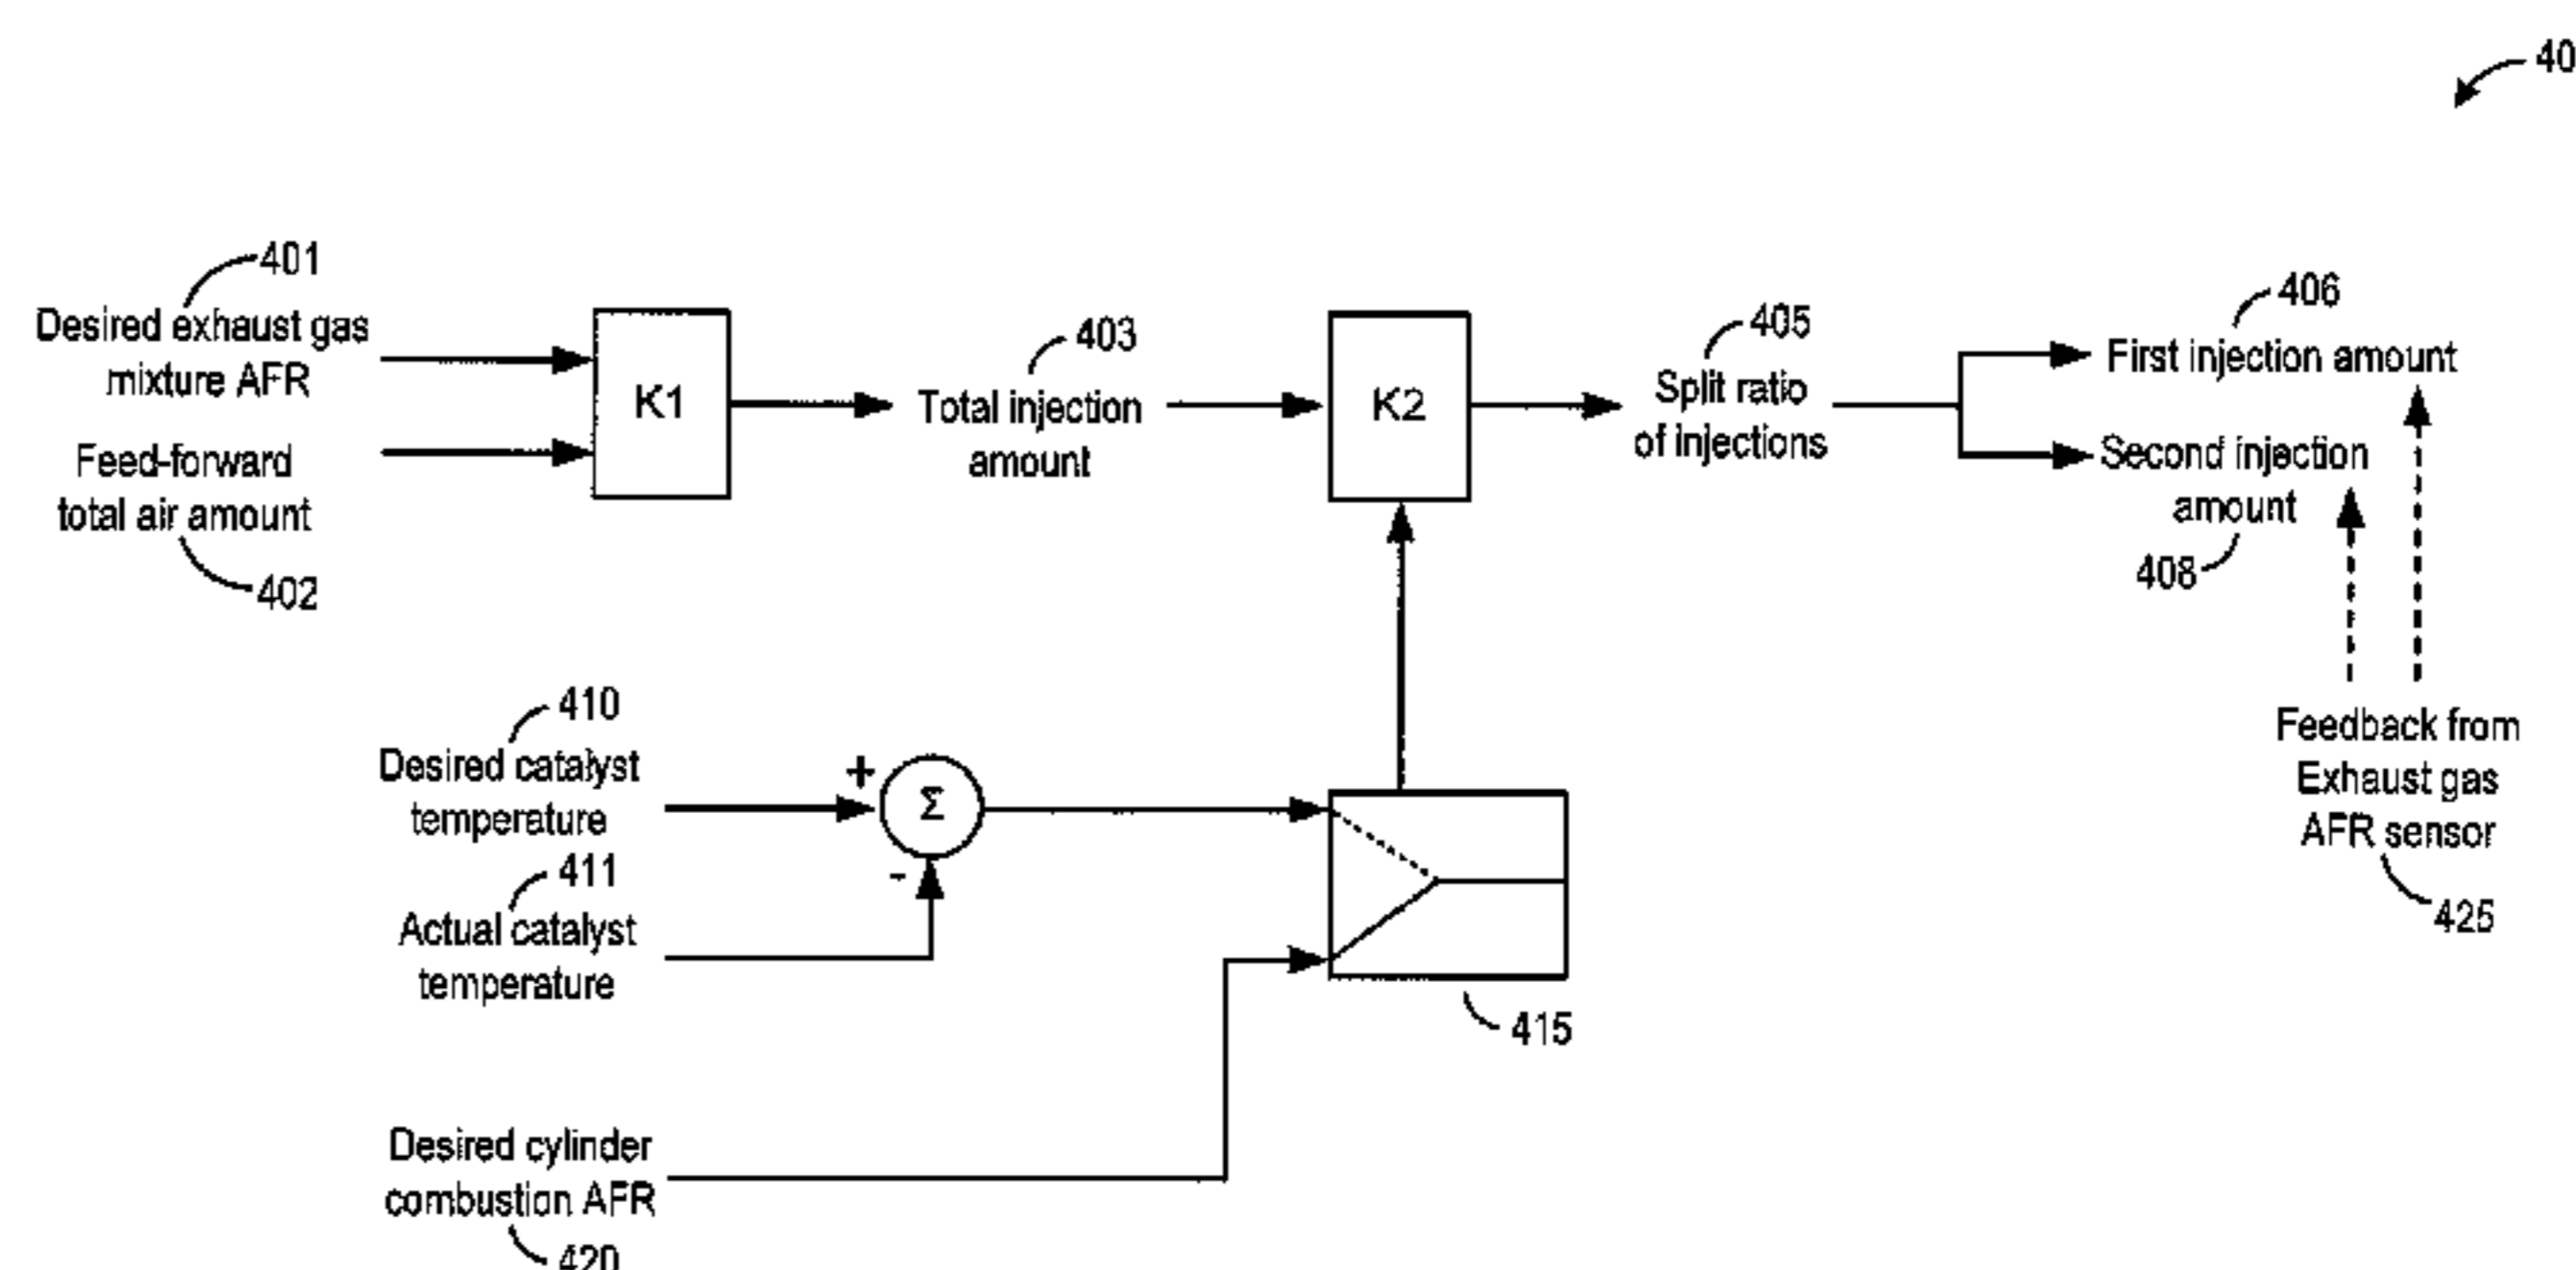 40
401
Desired exhaust gas
mixture AFR
Feed-forward
total air amount
402
K1
403
Total injection
amount
K2
405
Split ratio
of injections
406
First injection amount
Second injection
amount
408
410
Desired catalyst
temperature
411
Actual catalyst
temperature
+
-
Σ
415
Feedback from
Exhaust gas
AFR sensor
425
Desired cylinder
combustion AFR
420